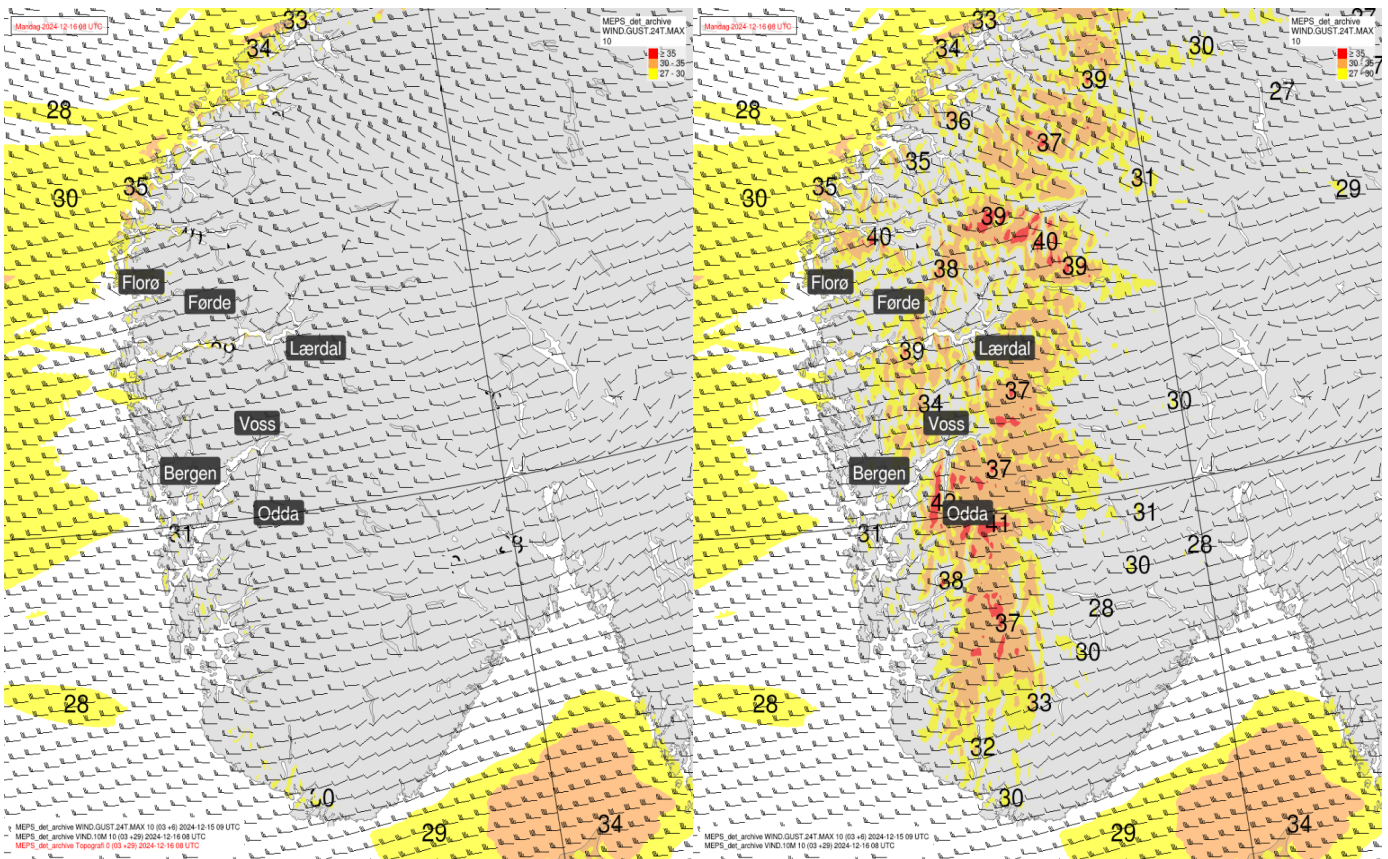 Mandag 2024-12-16 08 UTC
MEPS_det_archive
WIND.GUST.24T.MAX
10
≥ 35
30 - 35
27 - 30
33
34
28
35
30
Florø
Førde
Lærdal
Voss
Bergen
Odda
31
28
28
30
29
34
MEPS_det_archive WIND.GUST.24T.MAX 10 (03 +6) 2024-12-15 09 UTC
MEPS_det_archive VIND.10M 10 (03 +29) 2024-12-16 08 UTC
MEPS_det_archive Topografi 0 (03 +29) 2024-12-16 08 UTC
Mandag 2024-12-16 08 UTC
MEPS_det_archive
WIND.GUST.24T.MAX
10
≥ 35
30 - 35
27 - 30
33
34
30
39
27
28
36
37
35
31
35
29
30
39
40
40
38
39
Florø
Førde
39
Lærdal
37
30
34
Voss
Bergen
37
Odda
41
31
31
28
30
38
28
37
30
33
28
32
30
29
34
MEPS_det_archive WIND.GUST.24T.MAX 10 (03 +6) 2024-12-15 09 UTC
MEPS_det_archive VIND.10M 10 (03 +29) 2024-12-16 08 UTC